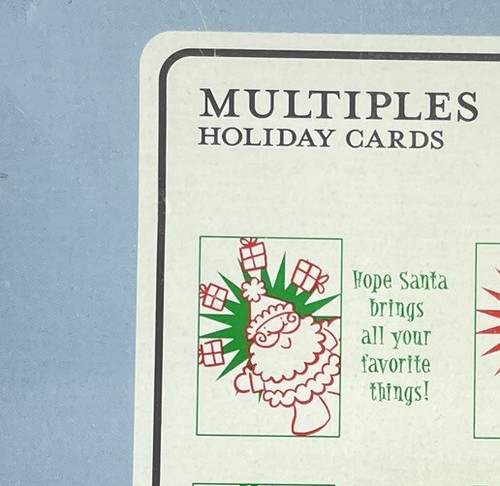 MULTIPLES
HOLIDAY CARDS
Hope Santa
brings
all your
favorite
things!